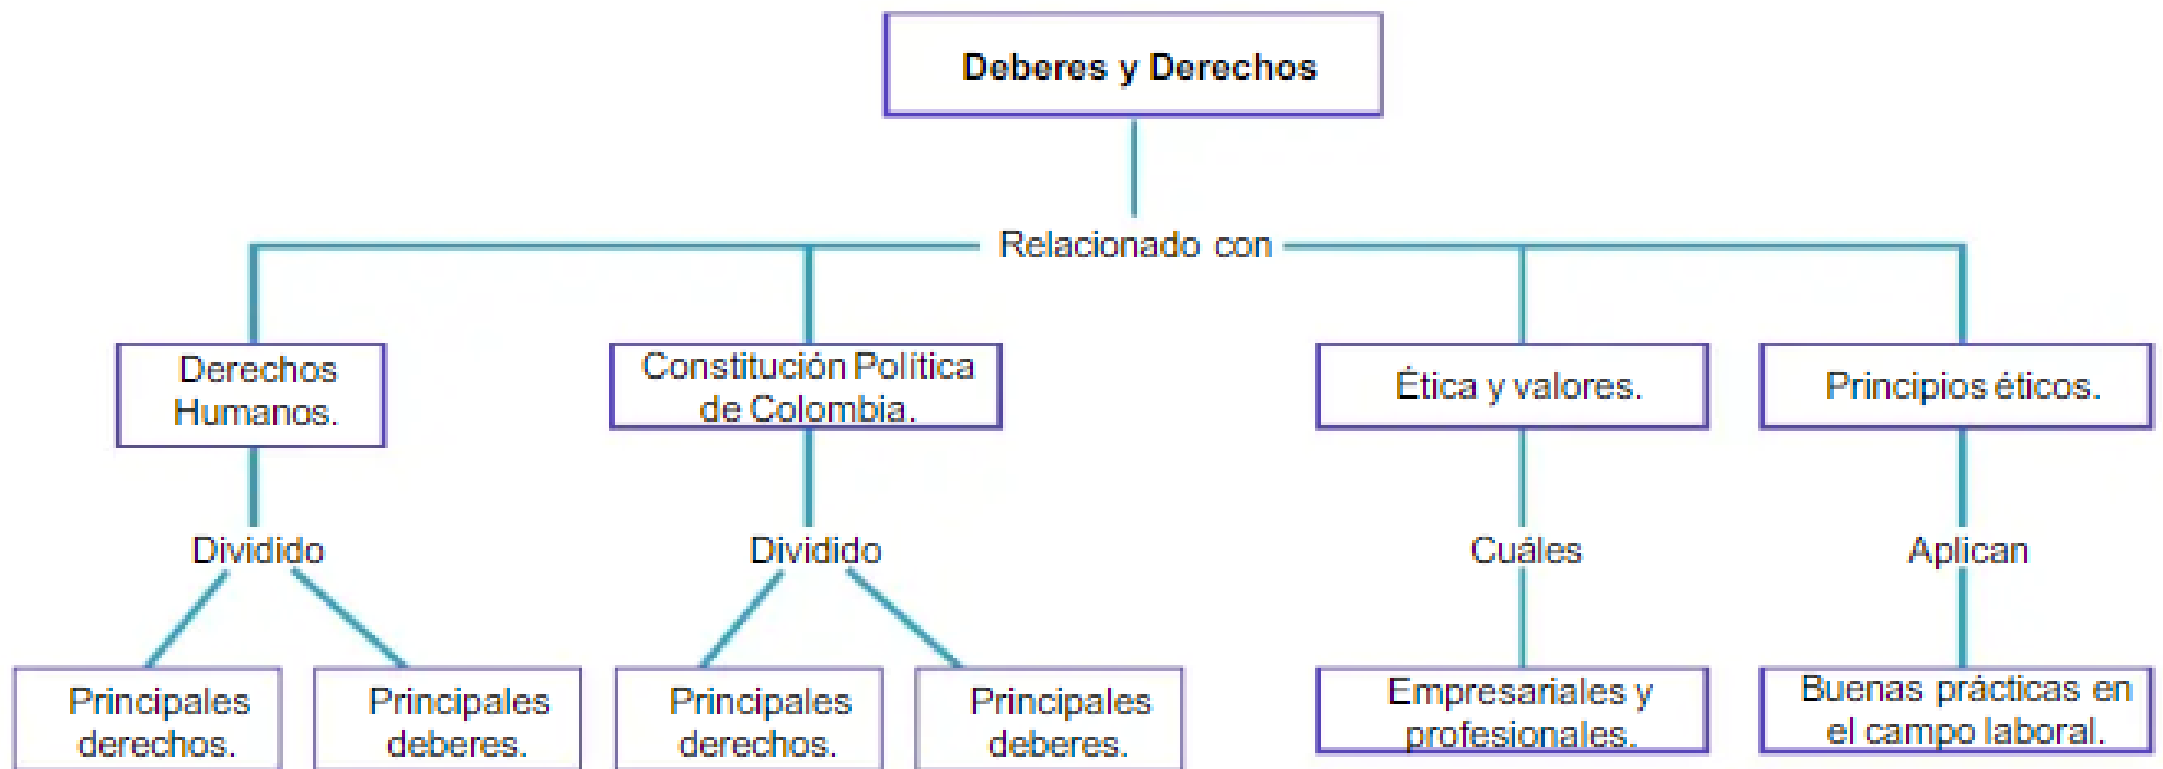 Deberes y Derechos
Relacionado con
Derechos
Humanos.
Constitución Política
de Colombia.
Ética y valores.
Principios éticos.
Dividido
Dividido
Cuáles
Aplican
Principales
derechos.
Principales
deberes.
Principales
derechos.
Principales
deberes.
Empresariales y
profesionales.
Buenas prácticas en
el campo laboral.